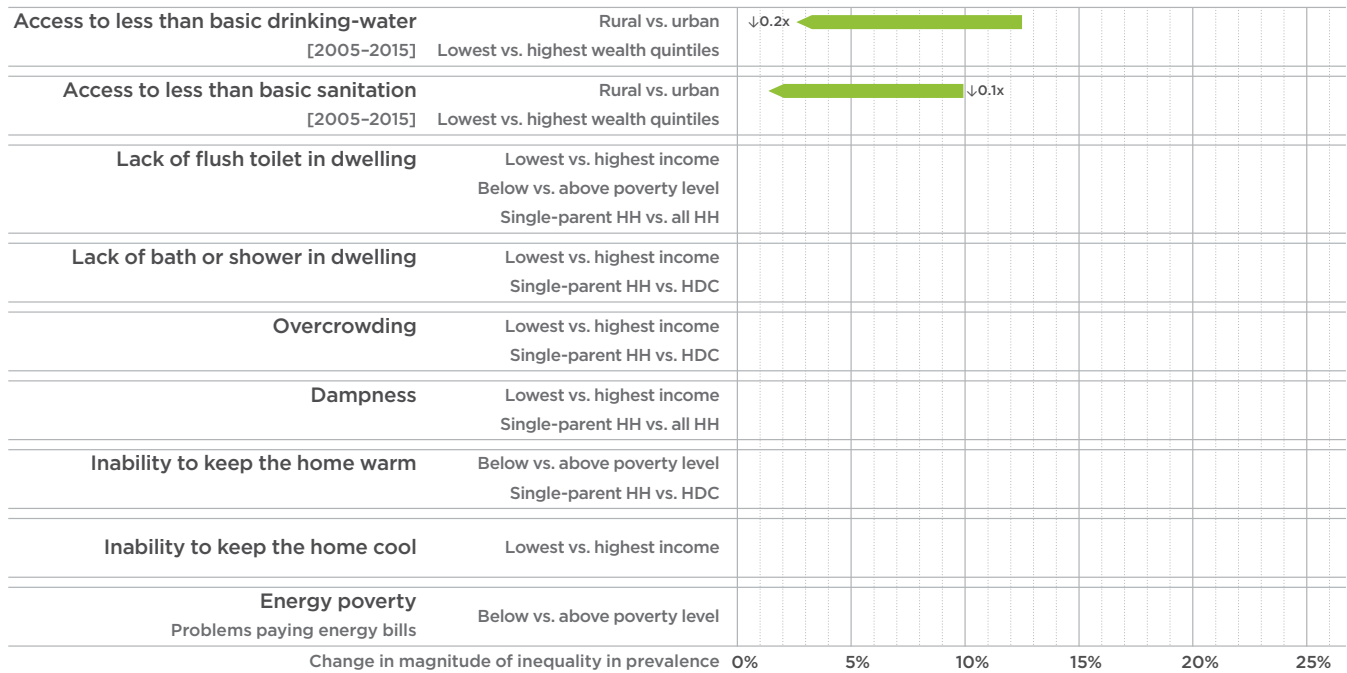 Access to less than basic drinking-water Rural vs. urban ↓0.2x
[2005–2015] Lowest vs. highest wealth quintiles
Access to less than basic sanitation Rural vs. urban ↓0.1x
[2005–2015] Lowest vs. highest wealth quintiles
Lack of flush toilet in dwelling Lowest vs. highest income
Below vs. above poverty level
Single-parent HH vs. all HH
Lack of bath or shower in dwelling Lowest vs. highest income
Single-parent HH vs. HDC
Overcrowding Lowest vs. highest income
Single-parent HH vs. HDC
Dampness Lowest vs. highest income
Single-parent HH vs. all HH
Inability to keep the home warm Below vs. above poverty level
Single-parent HH vs. HDC
Inability to keep the home cool Lowest vs. highest income
Energy poverty
Below vs. above poverty level
Problems paying energy bills
Change in magnitude of inequality in prevalence 0% 5% 10% 15% 20% 25%